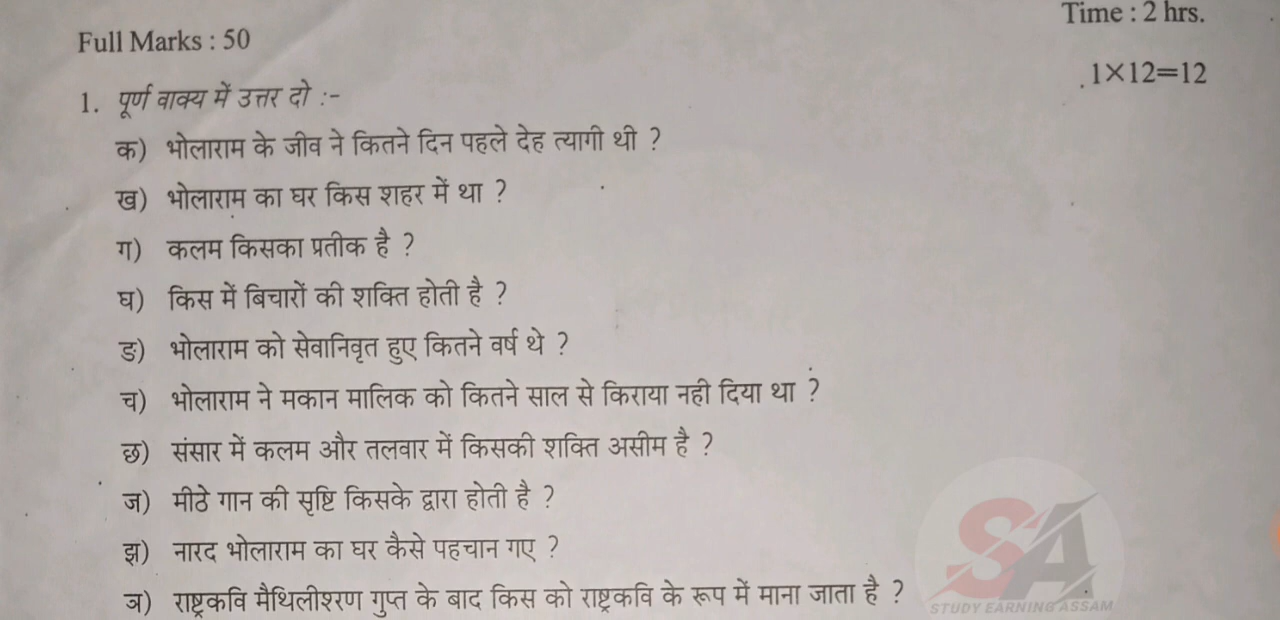 Time : 2 hrs.
Full Marks : 50
1×12=12
1. पूर्ण वाक्य में उत्तर दो :-
क) भोलाराम के जीव ने कितने दिन पहले देह त्यागी थी ?
ख) भोलाराम का घर किस शहर में था ?
ग) कलम किसका प्रतीक है ?
घ) किस में बिचारों की शक्ति होती है ?
ङ) भोलाराम को सेवानिवृत हुए कितने वर्ष थे ?
च) भोलाराम ने मकान मालिक को कितने साल से किराया नही दिया था ?
छ) संसार में कलम और तलवार में किसकी शक्ति असीम है ?
ज) मीठे गान की सृष्टि किसके द्वारा होती है ?
झ) नारद भोलाराम का घर कैसे पहचान गए ?
ञ) राष्ट्रकवि मैथिलीश्रण गुप्त के बाद किस को राष्ट्रकवि के रूप में माना जाता है ?
SA
STUDY EARNING ASSAM